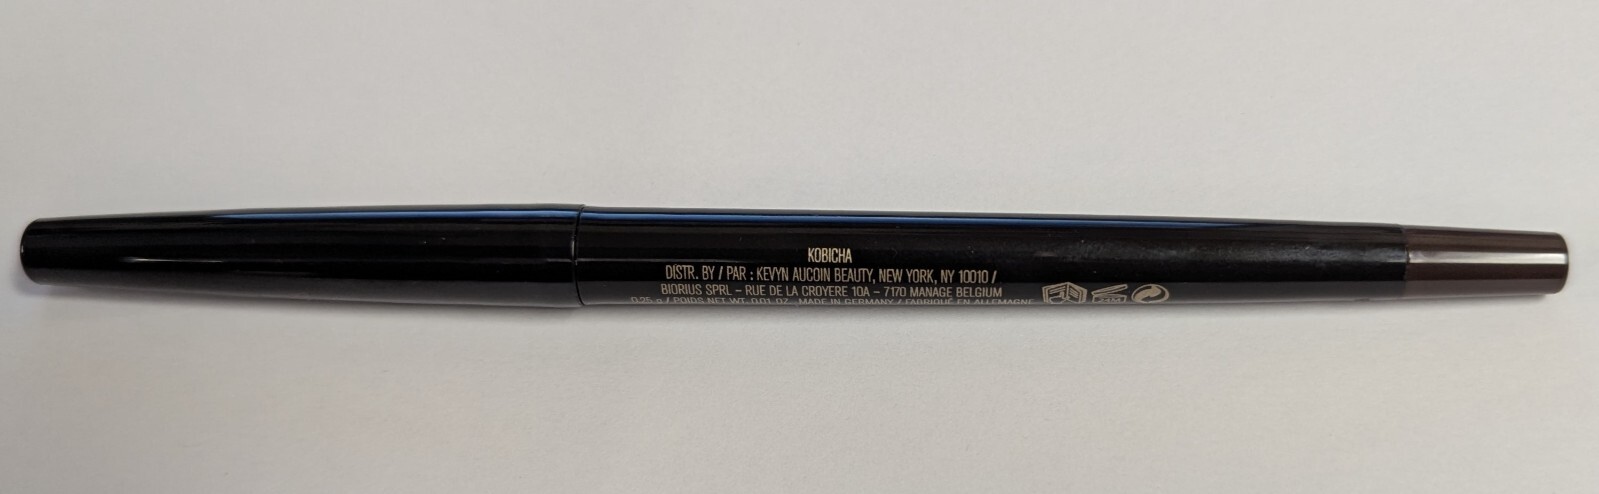 KOBICHA
DISTR. BY / PAR : KEVYN AUCOIN BEAUTY, NEW YORK, NY 10010 /
BIORIUS SPRL – RUE DE LA CROYERE 10A – 7170 MANAGE BELGIUM
0.25 g / POIDS NET WT. 0.01 OZ. MADE IN GERMANY / FABRIQUÉ EN ALLEMAGNE
24M